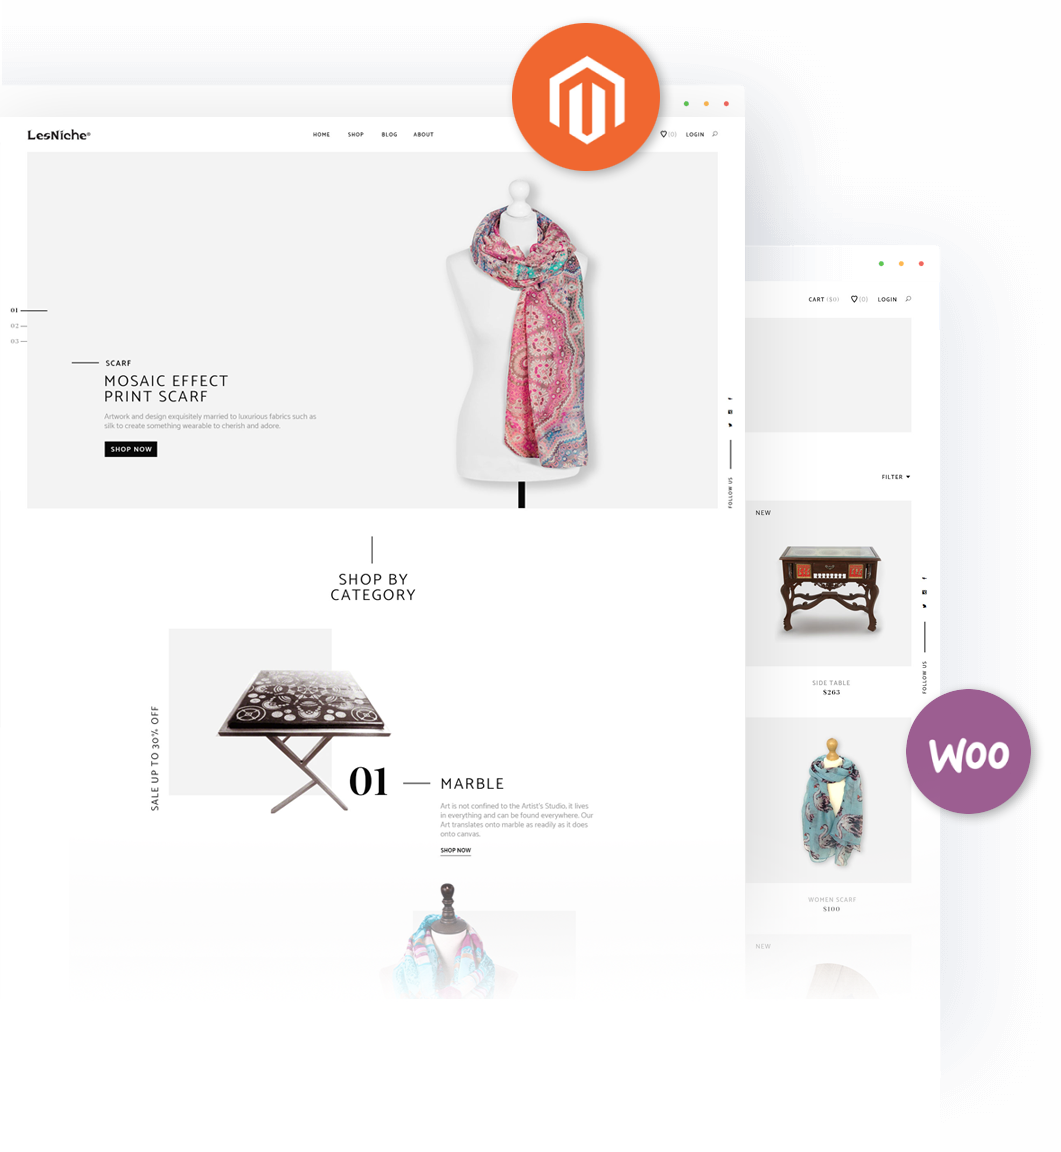 LesNiche®
HOME SHOP BLOG ABOUT
(0) LOGIN
01
02
03
SCARF
MOSAIC EFFECT
PRINT SCARF
Artwork and design exquisitely married to luxurious fabrics such as
silk to create something wearable to cherish and adore.
SHOP NOW
FOLLOW US
SHOP BY
CATEGORY
SALE UP TO 30% OFF
01
MARBLE
Art is not confined to the Artist's Studio, it lives
in everything and can be found everywhere. Our
Art translates onto marble as readily as it does
onto canvas.
SHOP NOW
CART ($0) (0) LOGIN
FILTER
NEW
SIDE TABLE
$263
FOLLOW US
Woo
WOMEN SCARF
$100
NEW